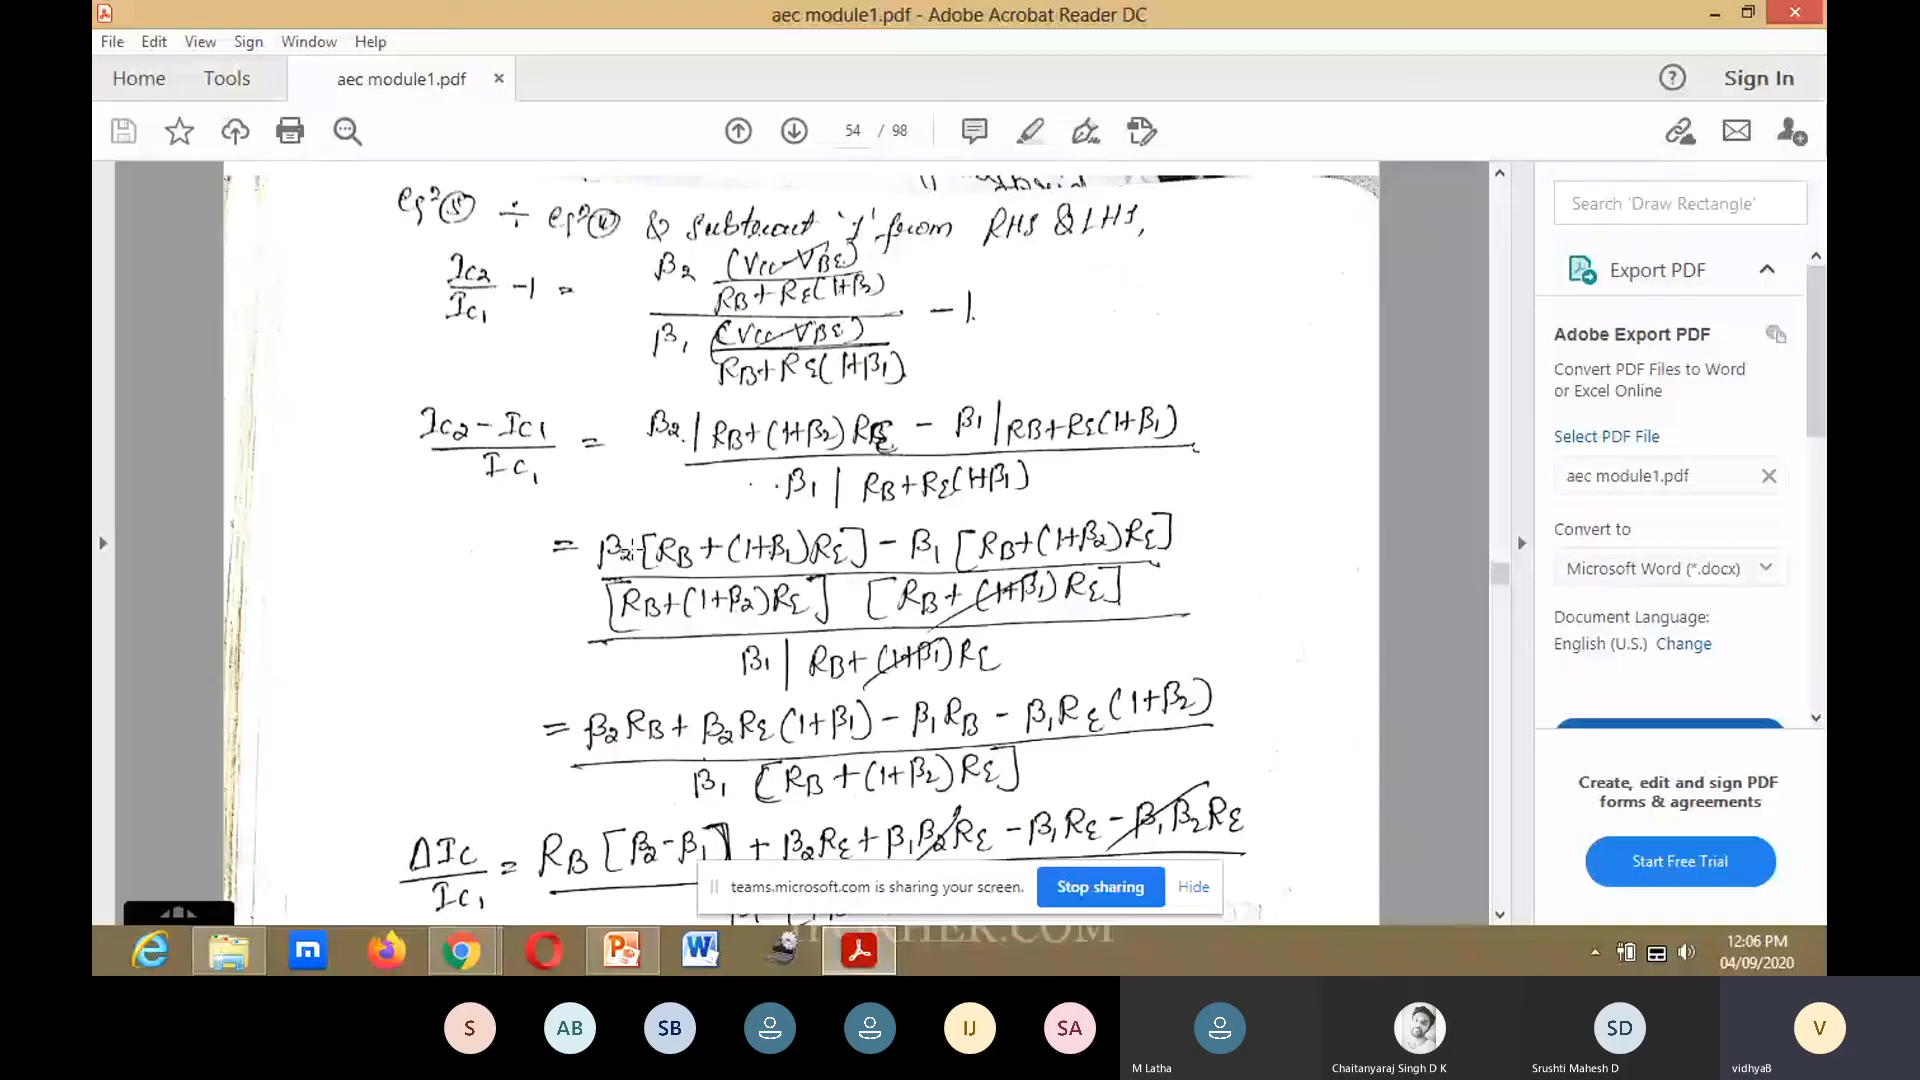 aec module1.pdf - Adobe Acrobat Reader DC
File Edit View Sign Window Help
Home Tools aec module1.pdf × Sign In
54 / 98
eqⁿ ⑤ ÷ eqⁿ ④ & subtract '1' from RHS & LHS,
Ic2/Ic1 - 1 = β2 (Vcc-VBE)/(RB+RE(1+β2)) / β1 (Vcc-VBE)/(RB+RE(1+β1)) - 1.
(Ic2 - Ic1)/Ic1 = β2 | RB+(1+β2)RE - β1 | RB+RE(1+β1) / β1 | RB+RE(1+β1)
= β2 [RB+(1+β1)RE] - β1 [RB+(1+β2)RE] / [RB+(1+β2)RE] [RB+(1+β1)RE] / β1 | RB+(1+β1)RE
= β2RB + β2RE(1+β1) - β1RB - β1RE(1+β2) / β1 [RB+(1+β2)RE]
ΔIc/Ic1 = RB [β2-β1] + β2RE + β1β2RE - β1RE - β1β2RE
Search 'Draw Rectangle'
Export PDF
Adobe Export PDF
Convert PDF Files to Word
or Excel Online
Select PDF File
aec module1.pdf
Convert to
Microsoft Word (*.docx)
Document Language:
English (U.S.) Change
Create, edit and sign PDF
forms & agreements
Start Free Trial
teams.microsoft.com is sharing your screen. Stop sharing Hide
12:06 PM
04/09/2020
S AB SB IJ SA SD V
M Latha Chaitanyaraj Singh D K Srushti Mahesh D vidhyaB